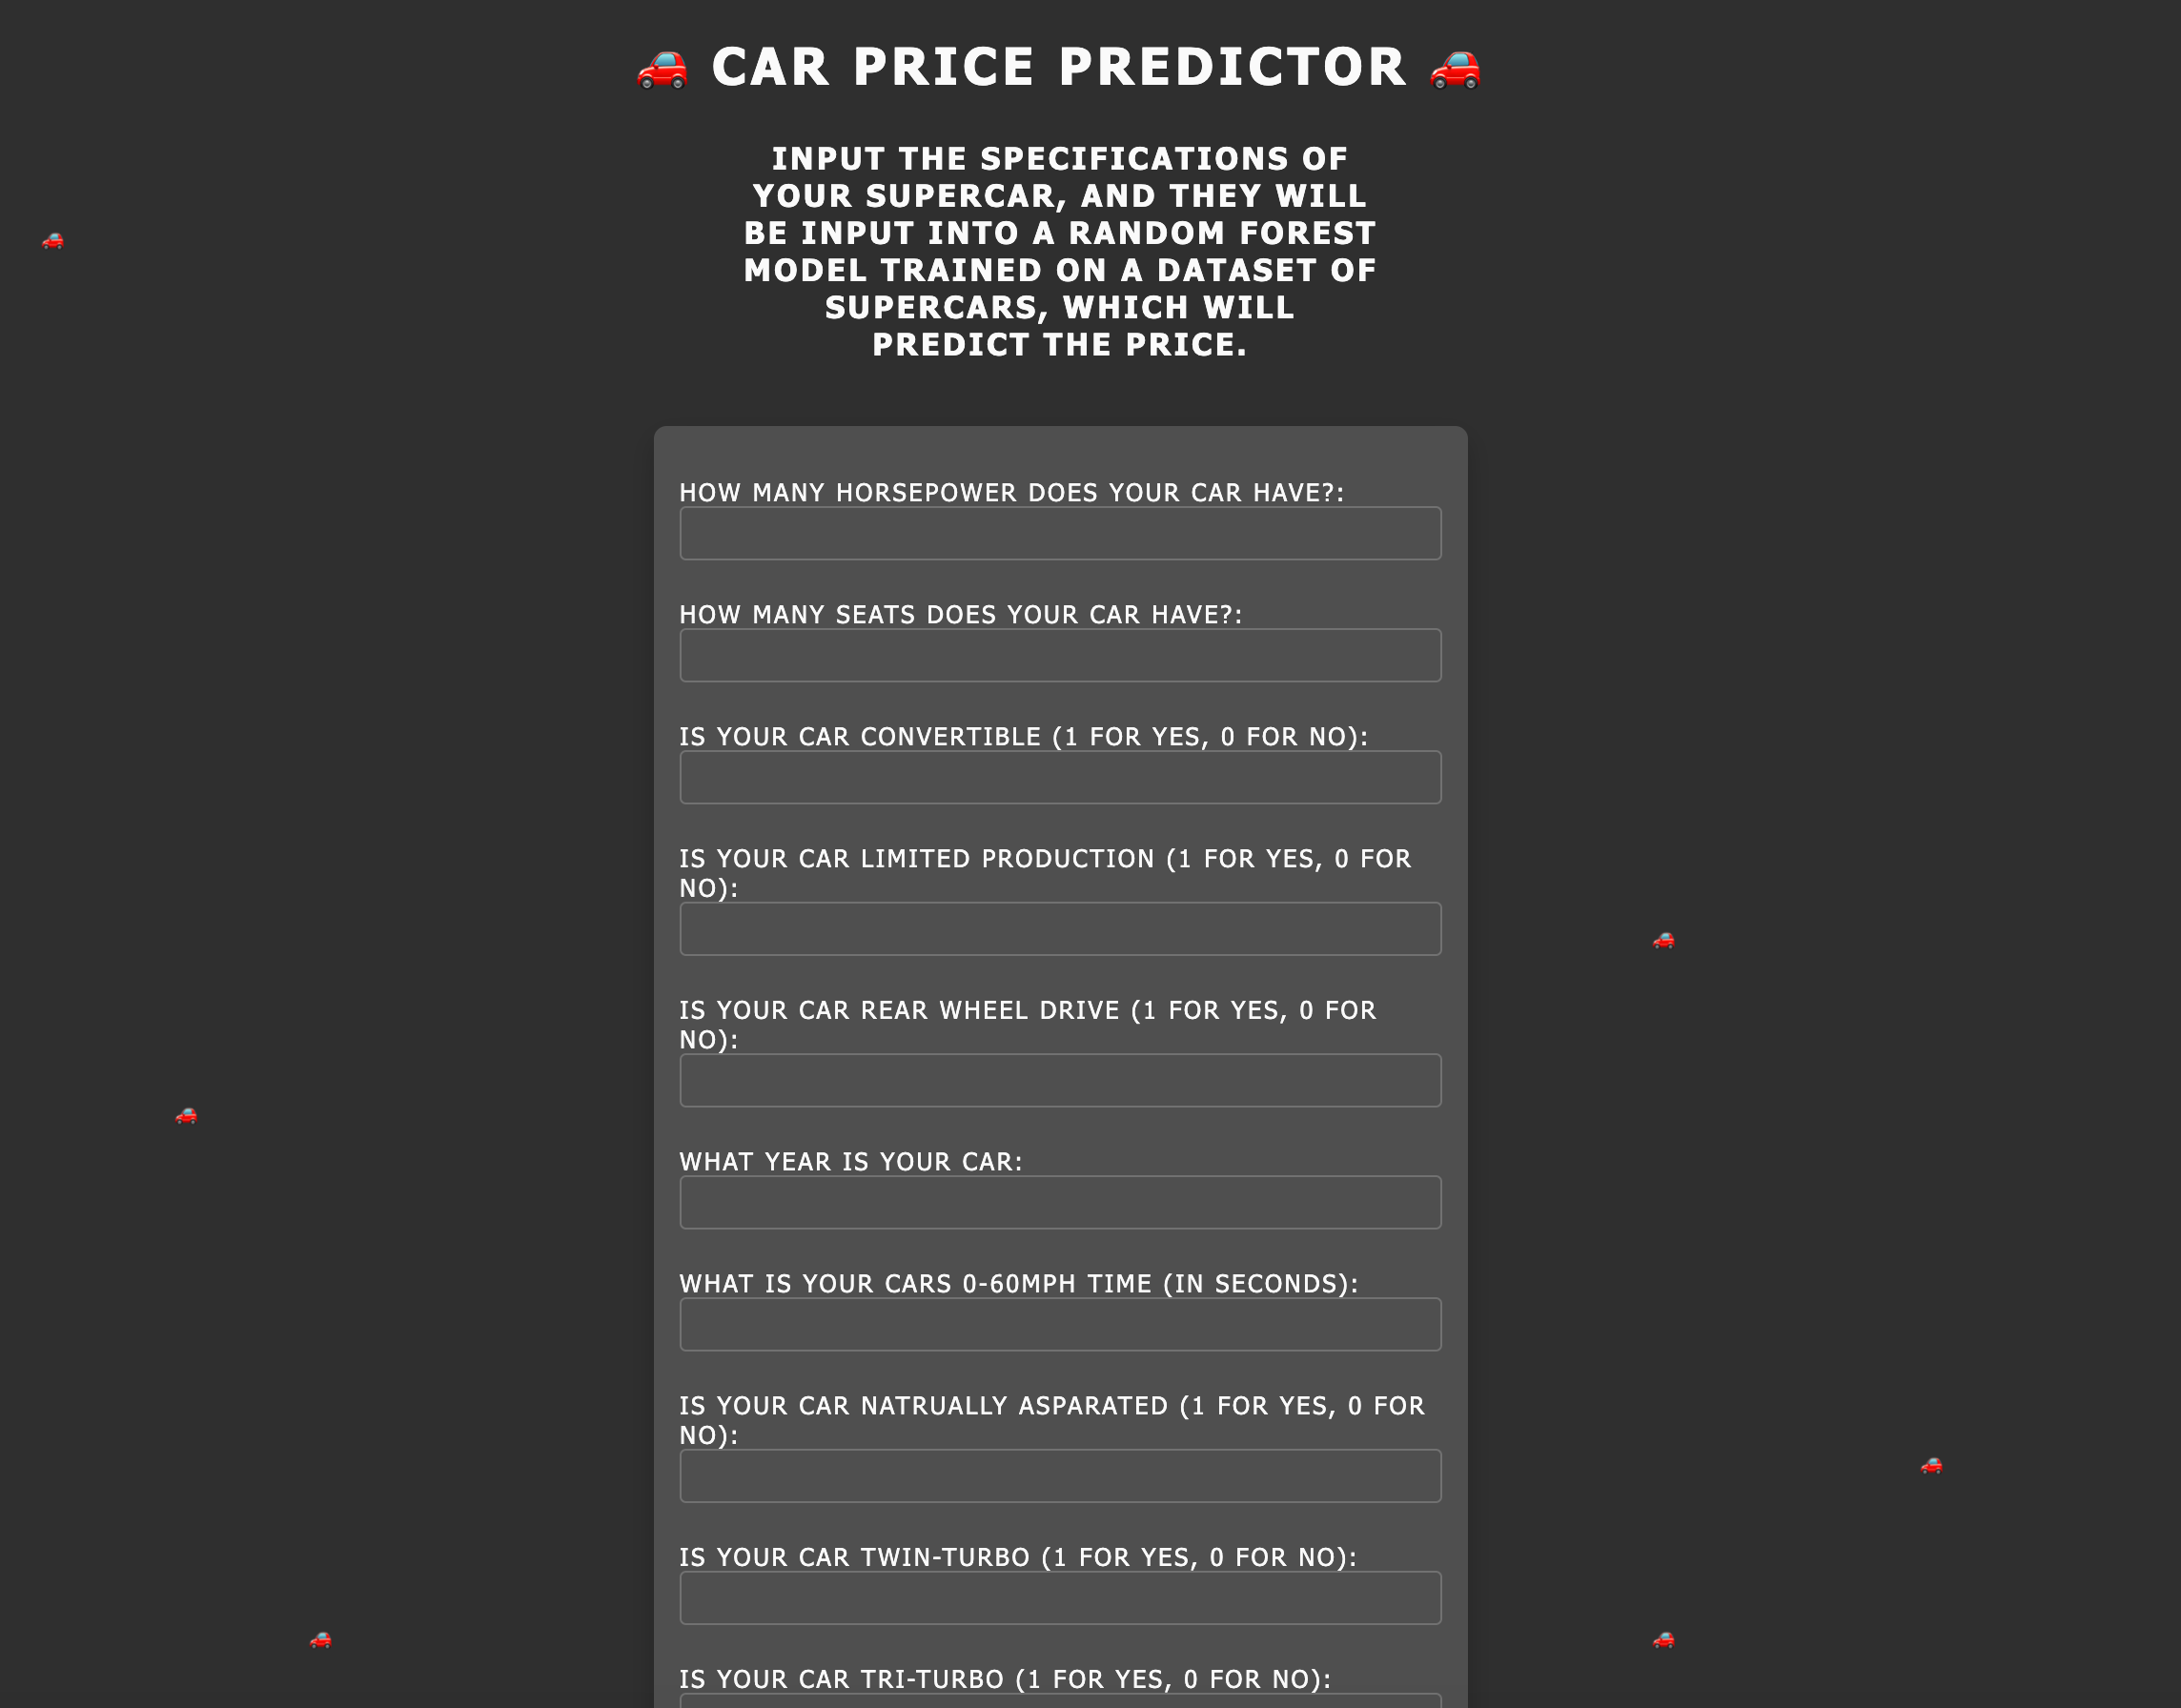 CAR PRICE PREDICTOR
INPUT THE SPECIFICATIONS OF
YOUR SUPERCAR, AND THEY WILL
BE INPUT INTO A RANDOM FOREST
MODEL TRAINED ON A DATASET OF
SUPERCARS, WHICH WILL
PREDICT THE PRICE.
HOW MANY HORSEPOWER DOES YOUR CAR HAVE?:
HOW MANY SEATS DOES YOUR CAR HAVE?:
IS YOUR CAR CONVERTIBLE (1 FOR YES, 0 FOR NO):
IS YOUR CAR LIMITED PRODUCTION (1 FOR YES, 0 FOR
NO):
IS YOUR CAR REAR WHEEL DRIVE (1 FOR YES, 0 FOR
NO):
WHAT YEAR IS YOUR CAR:
WHAT IS YOUR CARS 0-60MPH TIME (IN SECONDS):
IS YOUR CAR NATRUALLY ASPARATED (1 FOR YES, 0 FOR
NO):
IS YOUR CAR TWIN-TURBO (1 FOR YES, 0 FOR NO):
IS YOUR CAR TRI-TURBO (1 FOR YES, 0 FOR NO):